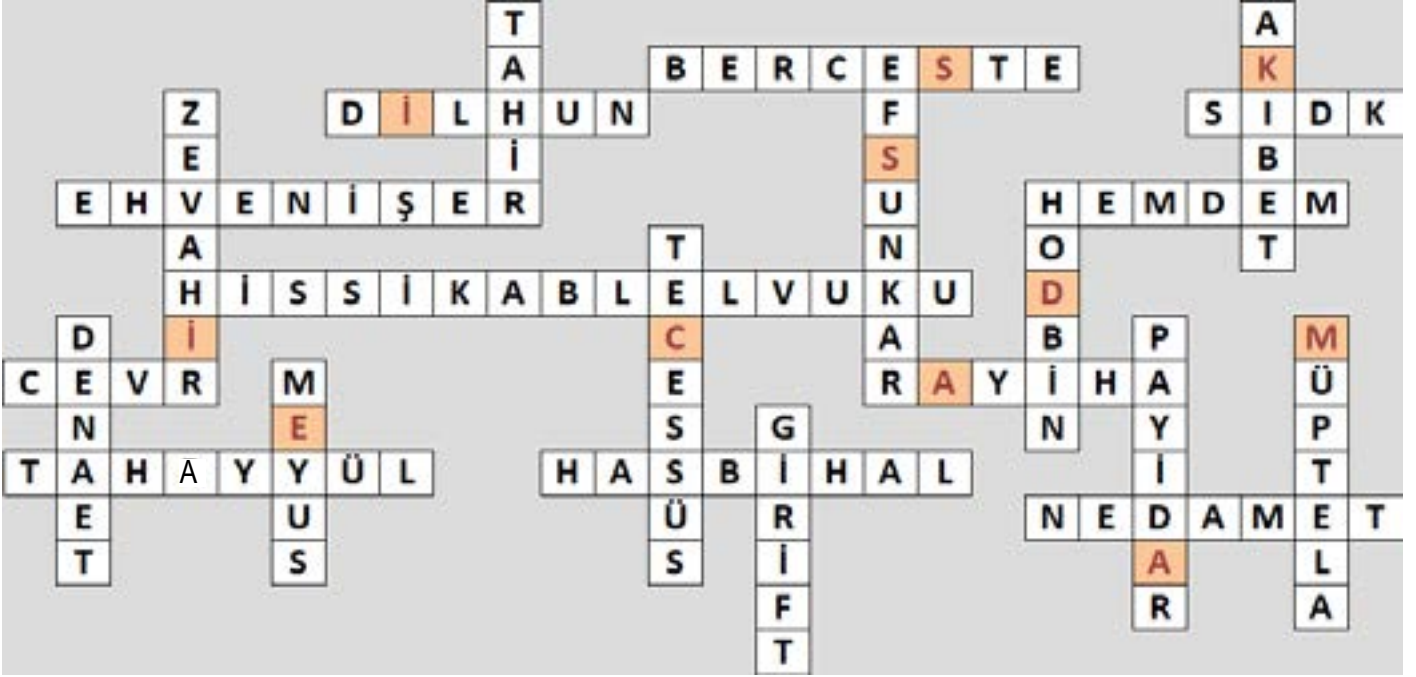 TAHİR
AKIBET
BERCESTE
EFSUNKAR
ZEVAHİR
DİLHUN
SIDK
EHVENİŞER
HEMDEM
HODBİN
TECESSÜS
HİSSİKABLELVUKU
DENAET
PAYİDAR
MÜPTELA
CEVR
MEYUS
RAYİHA
GİRİFT
TAHĀYYÜL
HASBİHAL
NEDAMET